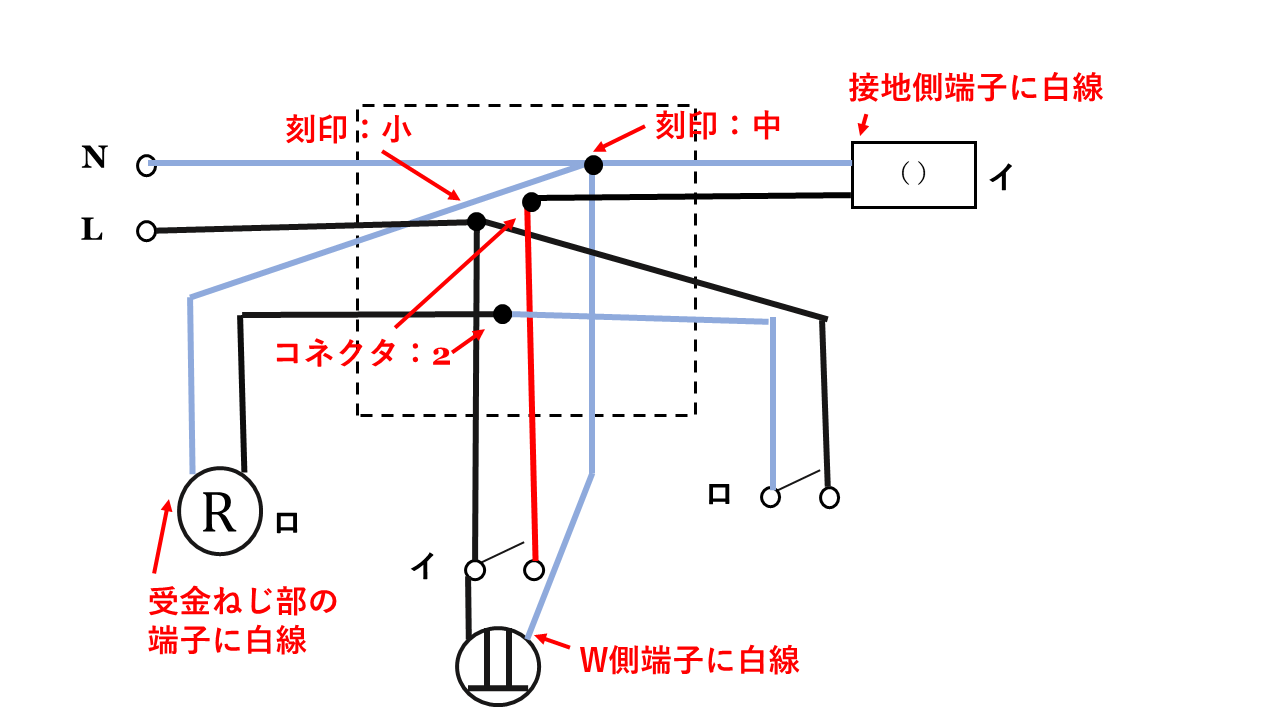 接地側端子に白線
刻印：小
刻印：中
N
（）
イ
L
コネクタ：2
R
ロ
ロ
イ
受金ねじ部の
端子に白線
W側端子に白線